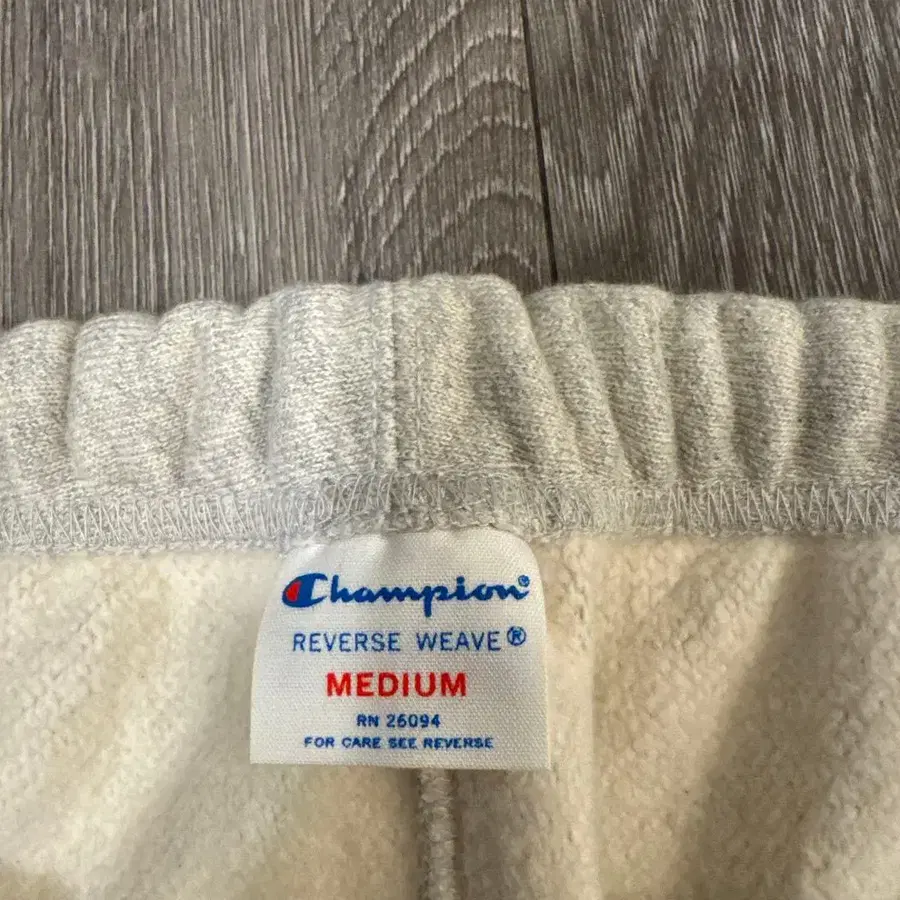 Champion®
REVERSE WEAVE®
MEDIUM
RN 26094
FOR CARE SEE REVERSE